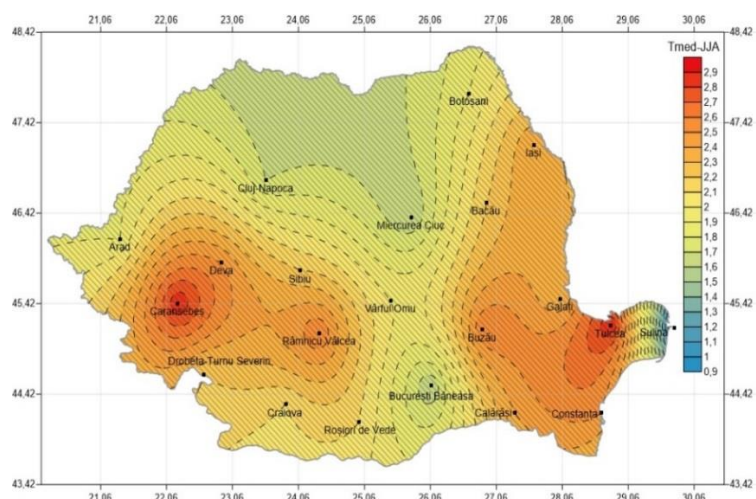 21,06 22,06 23,06 24,06 25,06 26,06 27,06 28,06 29,06 30,06
48,42 48,42
Tmed-JJA
2,9
2,8
2,7
2,6
2,5
2,4
2,3
2,2
2,1
2
1,9
1,8
1,7
1,6
1,5
1,4
1,3
1,2
1,1
1
0,9
Botoșani
47,42 47,42
Iași
Cluj-Napoca
Bacău
46,42 46,42
Miercurea Ciuc
Arad
Deva
Sibiu
45,42 45,42
Caransebeș
Vârful Omu
Galați
Râmnicu Vâlcea
Buzău
Tulcea
Sulina
Drobeta-Turnu Severin
44,42 44,42
București Băneasa
Craiova
Călărași
Constanța
Roșiori de Vede
43,42 43,42
21,06 22,06 23,06 24,06 25,06 26,06 27,06 28,06 29,06 30,06